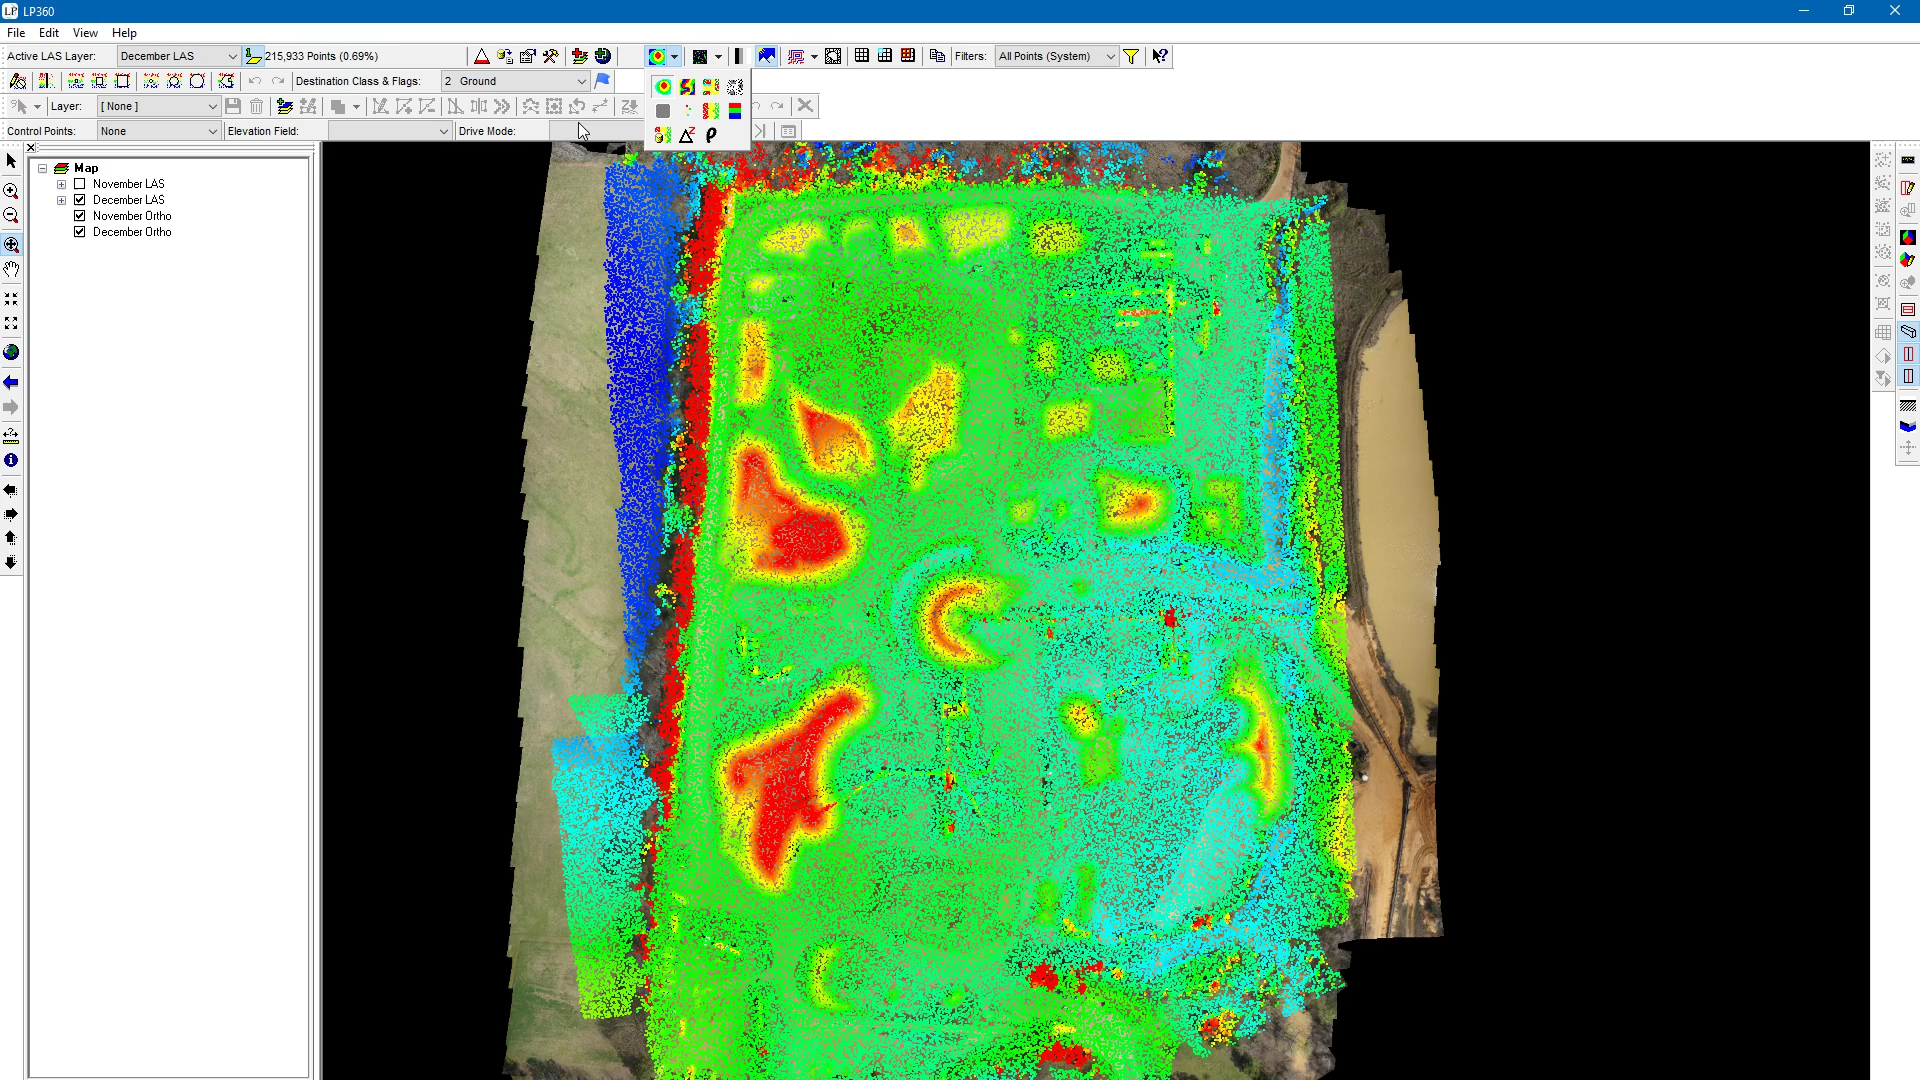 LP LP360
File Edit View Help
Active LAS Layer: December LAS 215,933 Points (0.69%) Filters: All Points (System)
Destination Class & Flags: 2 Ground
Layer: [ None ]
Control Points: None Elevation Field: Drive Mode:
Map
November LAS
December LAS
November Ortho
December Ortho